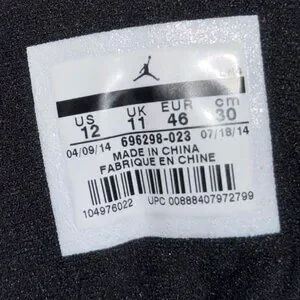 US UK EUR cm
12 11 46 30
04/09/14 696298-023 07/18/14
MADE IN CHINA
FABRIQUE EN CHINE
104976022 UPC 00888407972799